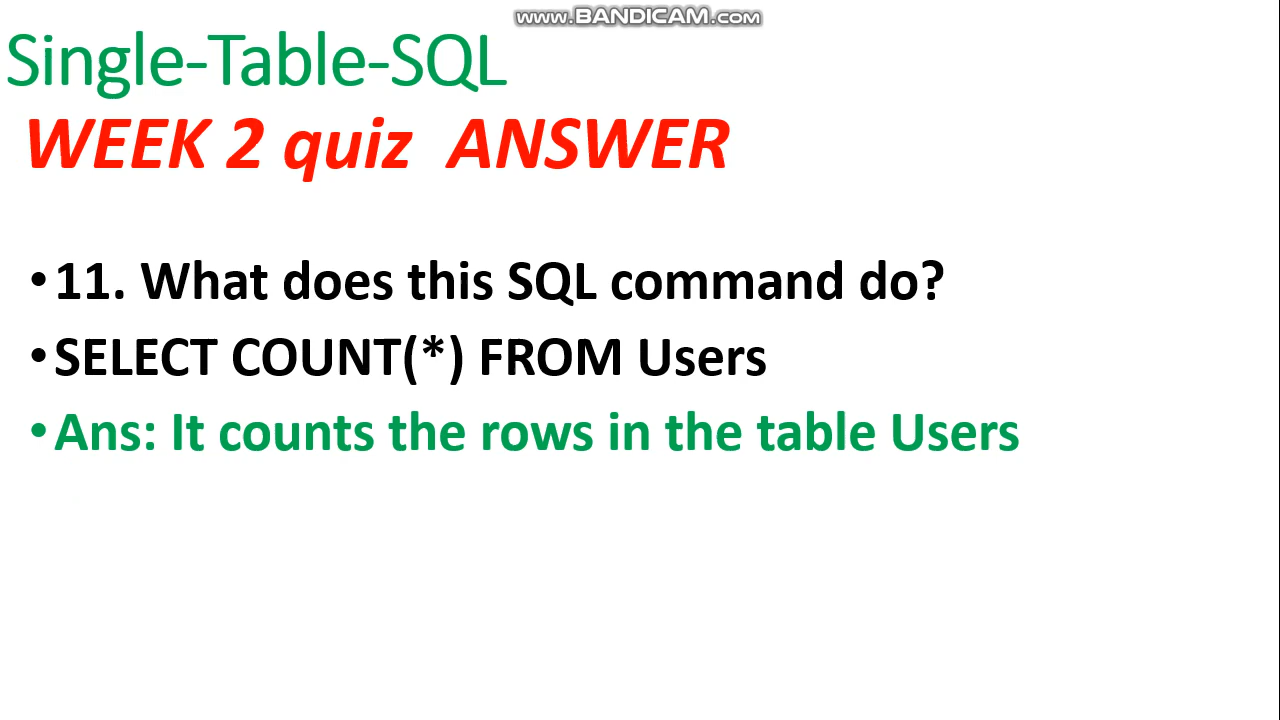 www.BANDICAM.com
Single-Table-SQL
WEEK 2 quiz ANSWER
•11. What does this SQL command do?
•SELECT COUNT(*) FROM Users
•Ans: It counts the rows in the table Users